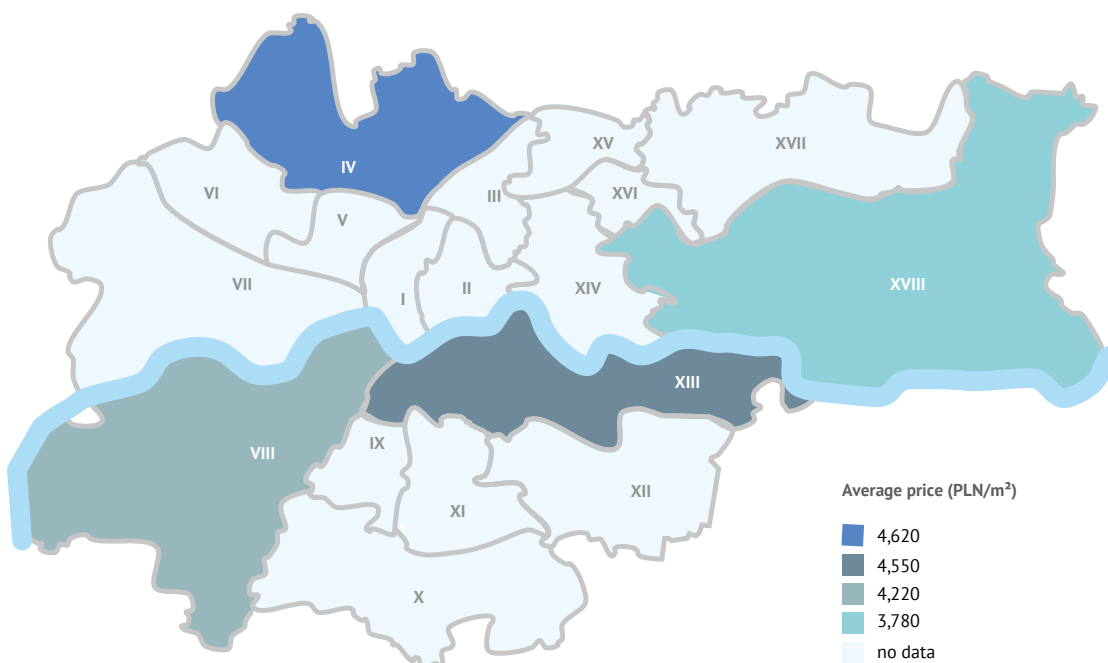 XV
XVII
IV
VI
III
XVI
V
VII
I
II
XIV
XVIII
XIII
IX
VIII
XII
XI
X
Average price (PLN/m²)
4,620
4,550
4,220
3,780
no data